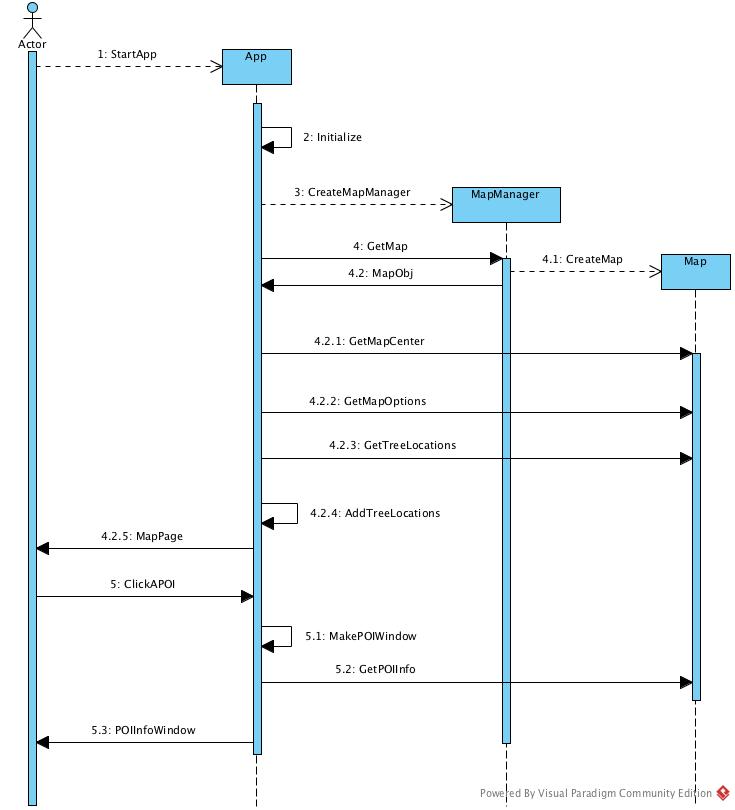 Actor
1: StartApp
App
2: Initialize
3: CreateMapManager
MapManager
4: GetMap
4.1: CreateMap
Map
4.2: MapObj
4.2.1: GetMapCenter
4.2.2: GetMapOptions
4.2.3: GetTreeLocations
4.2.4: AddTreeLocations
4.2.5: MapPage
5: ClickAPOI
5.1: MakePOIWindow
5.2: GetPOIInfo
5.3: POIInfoWindow
Powered By Visual Paradigm Community Edition